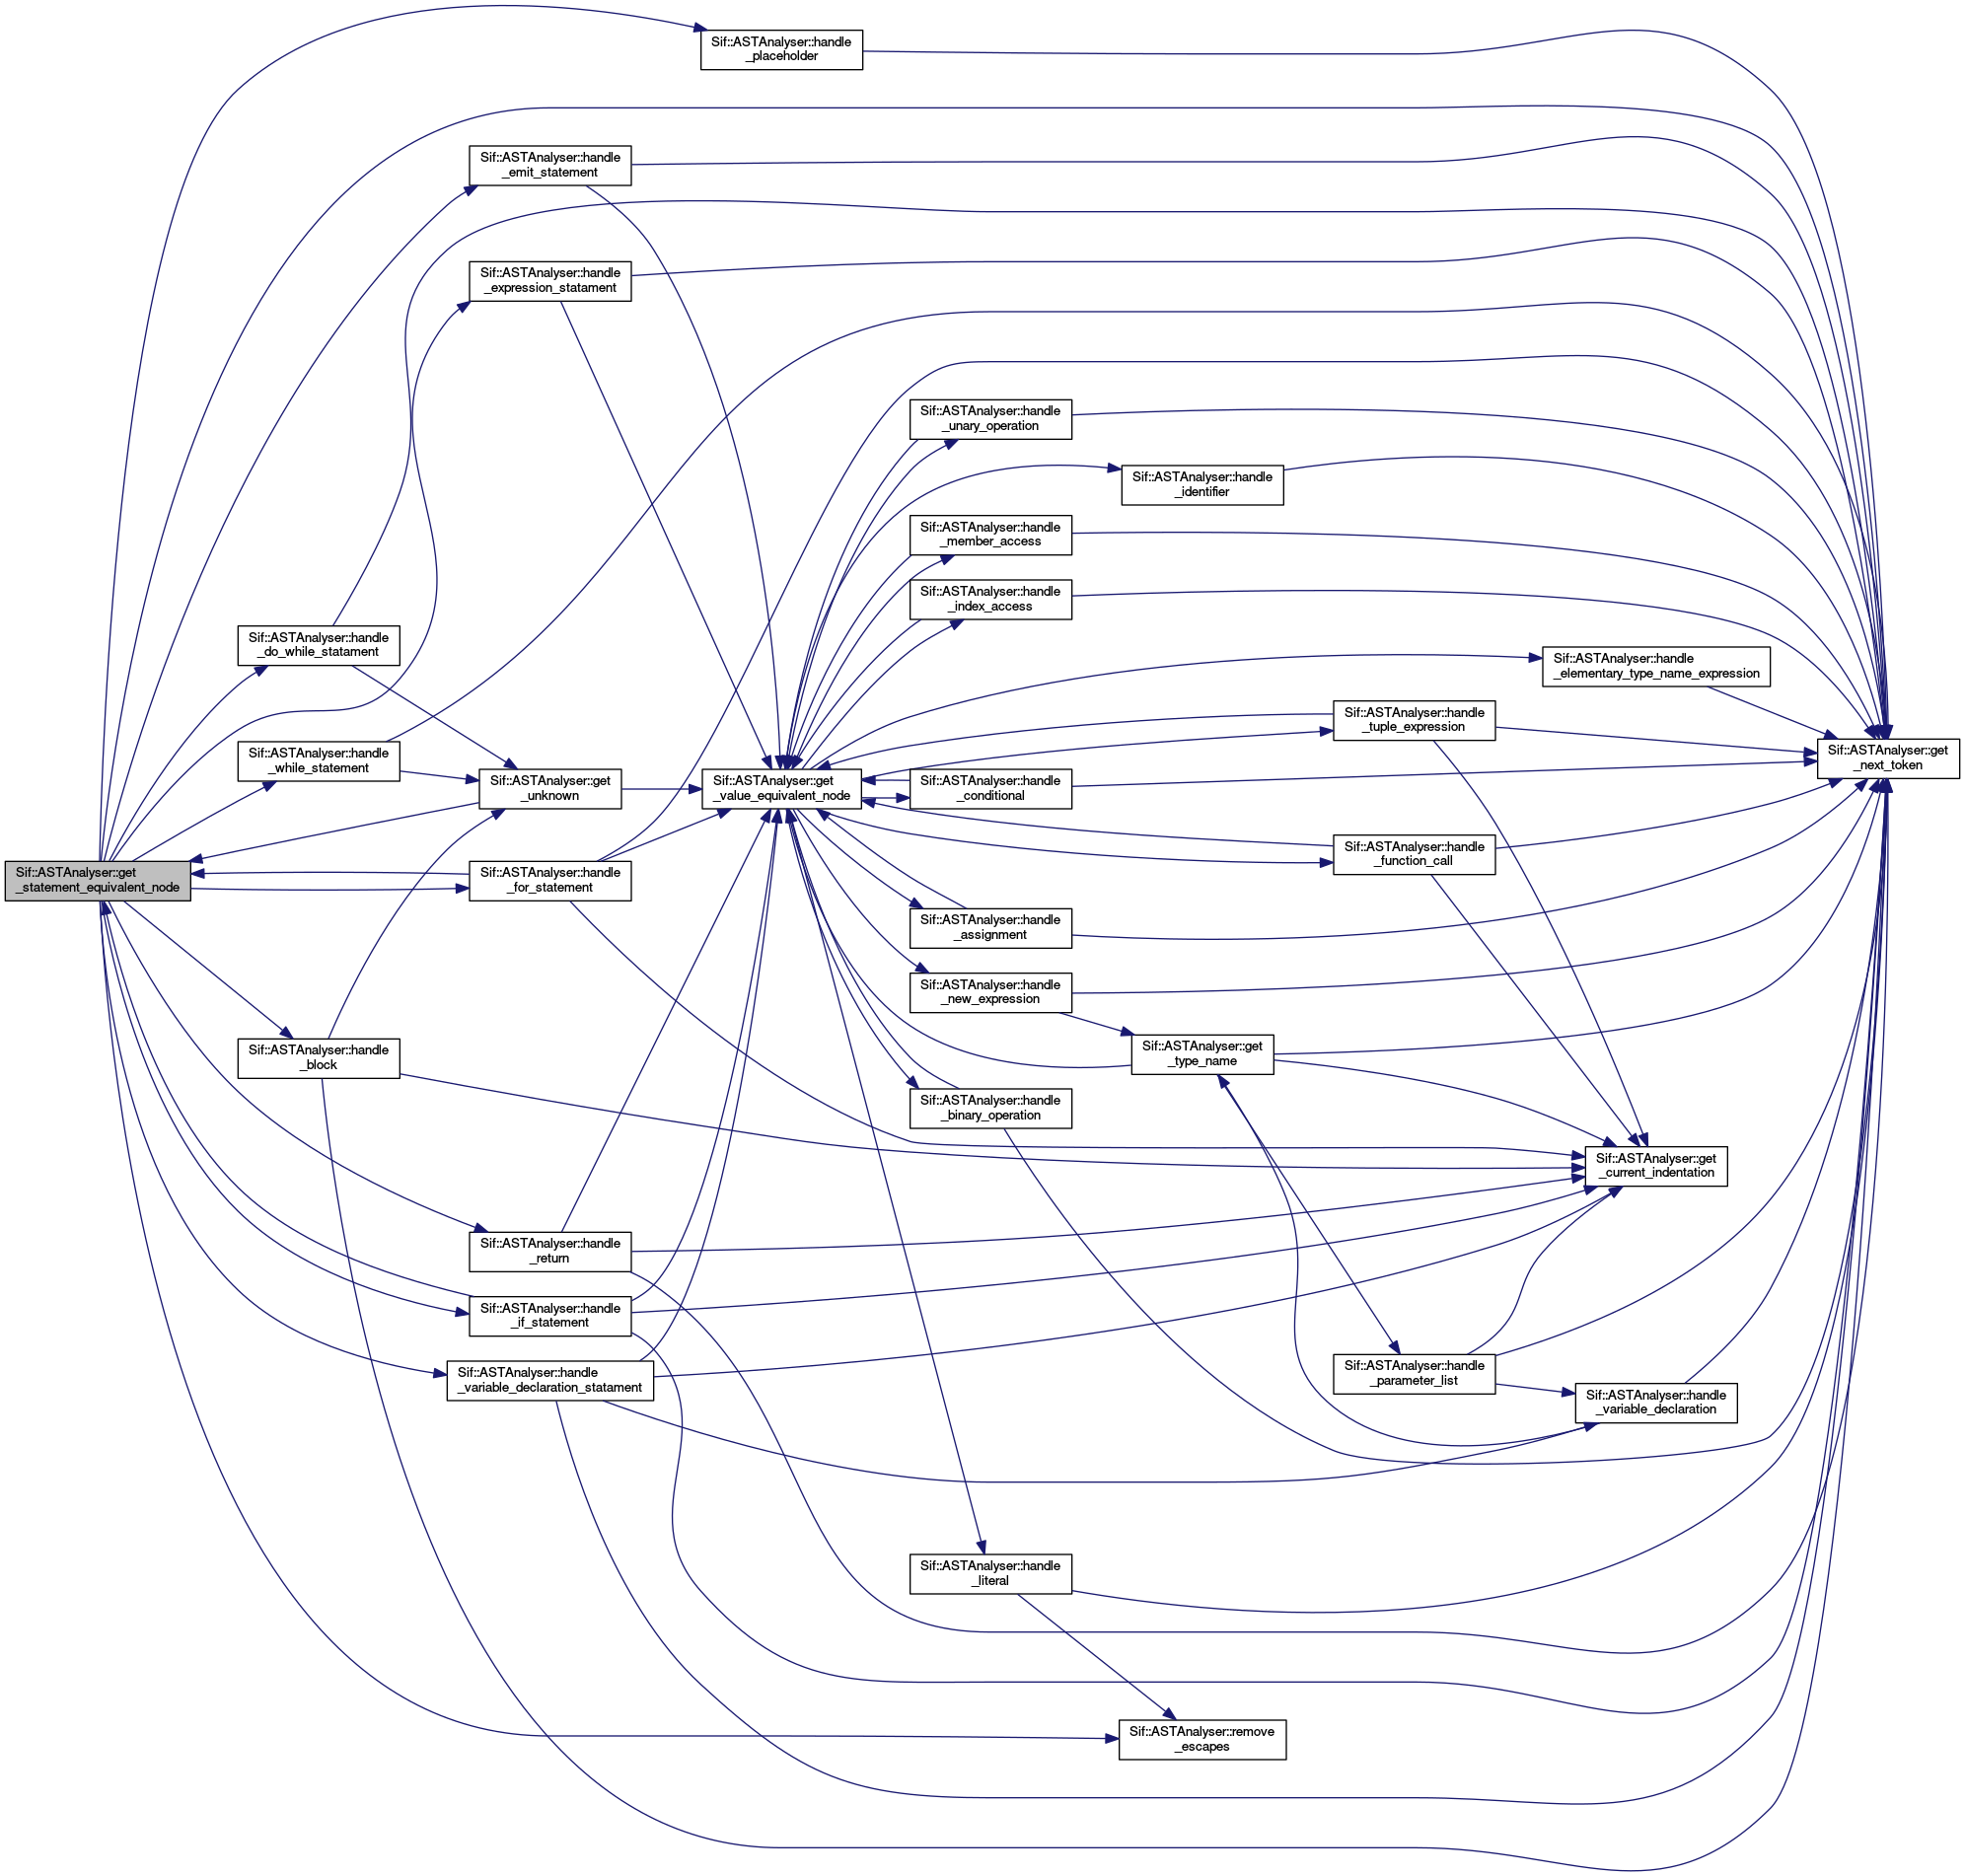 Sif::ASTAnalyser::handle
_placeholder
Sif::ASTAnalyser::handle
_emit_statement
Sif::ASTAnalyser::handle
_expression_statament
Sif::ASTAnalyser::handle
_unary_operation
Sif::ASTAnalyser::handle
_identifier
Sif::ASTAnalyser::handle
_member_access
Sif::ASTAnalyser::handle
_index_access
Sif::ASTAnalyser::handle
_do_while_statament
Sif::ASTAnalyser::handle
_elementary_type_name_expression
Sif::ASTAnalyser::handle
_tuple_expression
Sif::ASTAnalyser::handle
_while_statement
Sif::ASTAnalyser::get
_next_token
Sif::ASTAnalyser::get
_unknown
Sif::ASTAnalyser::get
_value_equivalent_node
Sif::ASTAnalyser::handle
_conditional
Sif::ASTAnalyser::handle
_function_call
Sif::ASTAnalyser::get
_statement_equivalent_node
Sif::ASTAnalyser::handle
_for_statement
Sif::ASTAnalyser::handle
_assignment
Sif::ASTAnalyser::handle
_new_expression
Sif::ASTAnalyser::handle
_block
Sif::ASTAnalyser::get
_type_name
Sif::ASTAnalyser::handle
_binary_operation
Sif::ASTAnalyser::get
_current_indentation
Sif::ASTAnalyser::handle
_return
Sif::ASTAnalyser::handle
_if_statement
Sif::ASTAnalyser::handle
_variable_declaration_statament
Sif::ASTAnalyser::handle
_parameter_list
Sif::ASTAnalyser::handle
_variable_declaration
Sif::ASTAnalyser::handle
_literal
Sif::ASTAnalyser::remove
_escapes